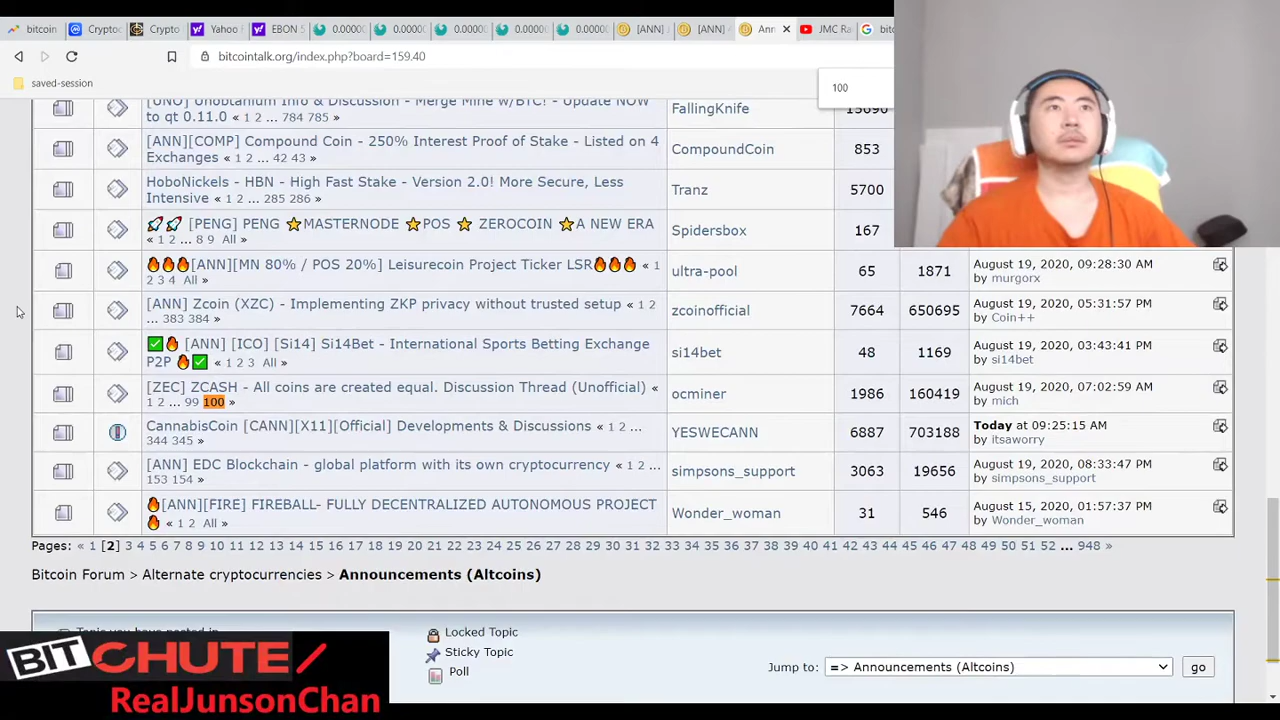 bitcoin
Crypto
Crypto
Yahoo
EBON S
0.0000
0.0000
0.0000
0.0000
0.0000
[ANN] J
[ANN]
Ann
JMC Ra
bitc
bitcointalk.org/index.php?board=159.40
saved-session
100
[UNO] Unobtanium Info & Discussion - Merge Mine w/BTC! - Update NOW
to qt 0.11.0 « 1 2 ... 784 785 »
FallingKnife
15690
[ANN][COMP] Compound Coin - 250% Interest Proof of Stake - Listed on 4
Exchanges « 1 2 ... 42 43 »
CompoundCoin
853
HoboNickels - HBN - High Fast Stake - Version 2.0! More Secure, Less
Intensive « 1 2 ... 285 286 »
Tranz
5700
[PENG] PENG ⭐MASTERNODE ⭐POS ⭐ ZEROCOIN ⭐A NEW ERA
« 1 2 ... 8 9 All »
Spidersbox
167
🔥🔥🔥[ANN][MN 80% / POS 20%] Leisurecoin Project Ticker LSR🔥🔥🔥 « 1
2 3 4 All »
ultra-pool
65
1871
August 19, 2020, 09:28:30 AM
by murgorx
[ANN] Zcoin (XZC) - Implementing ZKP privacy without trusted setup « 1 2
... 383 384 »
zcoinofficial
7664
650695
August 19, 2020, 05:31:57 PM
by Coin++
✅🔥 [ANN] [ICO] [Si14] Si14Bet - International Sports Betting Exchange
P2P 🔥✅ « 1 2 3 All »
si14bet
48
1169
August 19, 2020, 03:43:41 PM
by si14bet
[ZEC] ZCASH - All coins are created equal. Discussion Thread (Unofficial) «
1 2 ... 99 100 »
ocminer
1986
160419
August 19, 2020, 07:02:59 AM
by mich
CannabisCoin [CANN][X11][Official] Developments & Discussions « 1 2 ...
344 345 »
YESWECANN
6887
703188
Today at 09:25:15 AM
by itsaworry
[ANN] EDC Blockchain - global platform with its own cryptocurrency « 1 2 ...
153 154 »
simpsons_support
3063
19656
August 19, 2020, 08:33:47 PM
by simpsons_support
🔥[ANN][FIRE] FIREBALL- FULLY DECENTRALIZED AUTONOMOUS PROJECT
🔥 « 1 2 All »
Wonder_woman
31
546
August 15, 2020, 01:57:37 PM
by Wonder_woman
Pages: « 1 [2] 3 4 5 6 7 8 9 10 11 12 13 14 15 16 17 18 19 20 21 22 23 24 25 26 27 28 29 30 31 32 33 34 35 36 37 38 39 40 41 42 43 44 45 46 47 48 49 50 51 52 ... 948 »
Bitcoin Forum > Alternate cryptocurrencies > Announcements (Altcoins)
Topic you have posted in
Locked Topic
Sticky Topic
Poll
Jump to:
=> Announcements (Altcoins)
go
BITCHUTE/
RealJunsonChan